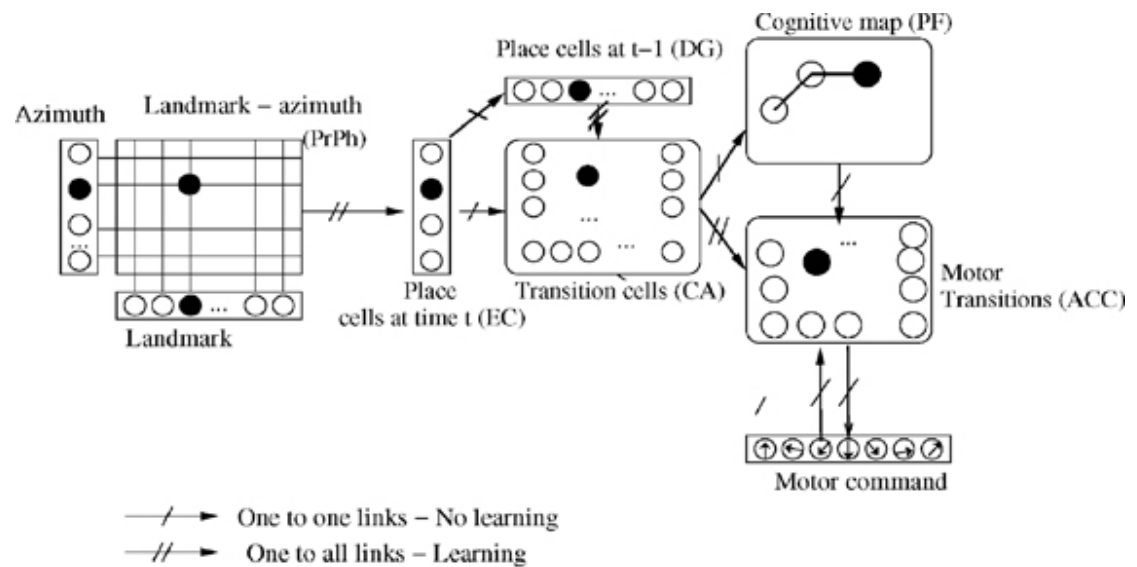 Cognitive map (PF)
Place cells at t−1 (DG)
Landmark − azimuth
(PrPh)
Azimuth
...
...
...
...
...
...
...
Place
cells at time t (EC)
Transition cells (CA)
Motor
Transitions (ACC)
Landmark
Motor command
One to one links − No learning
One to all links − Learning